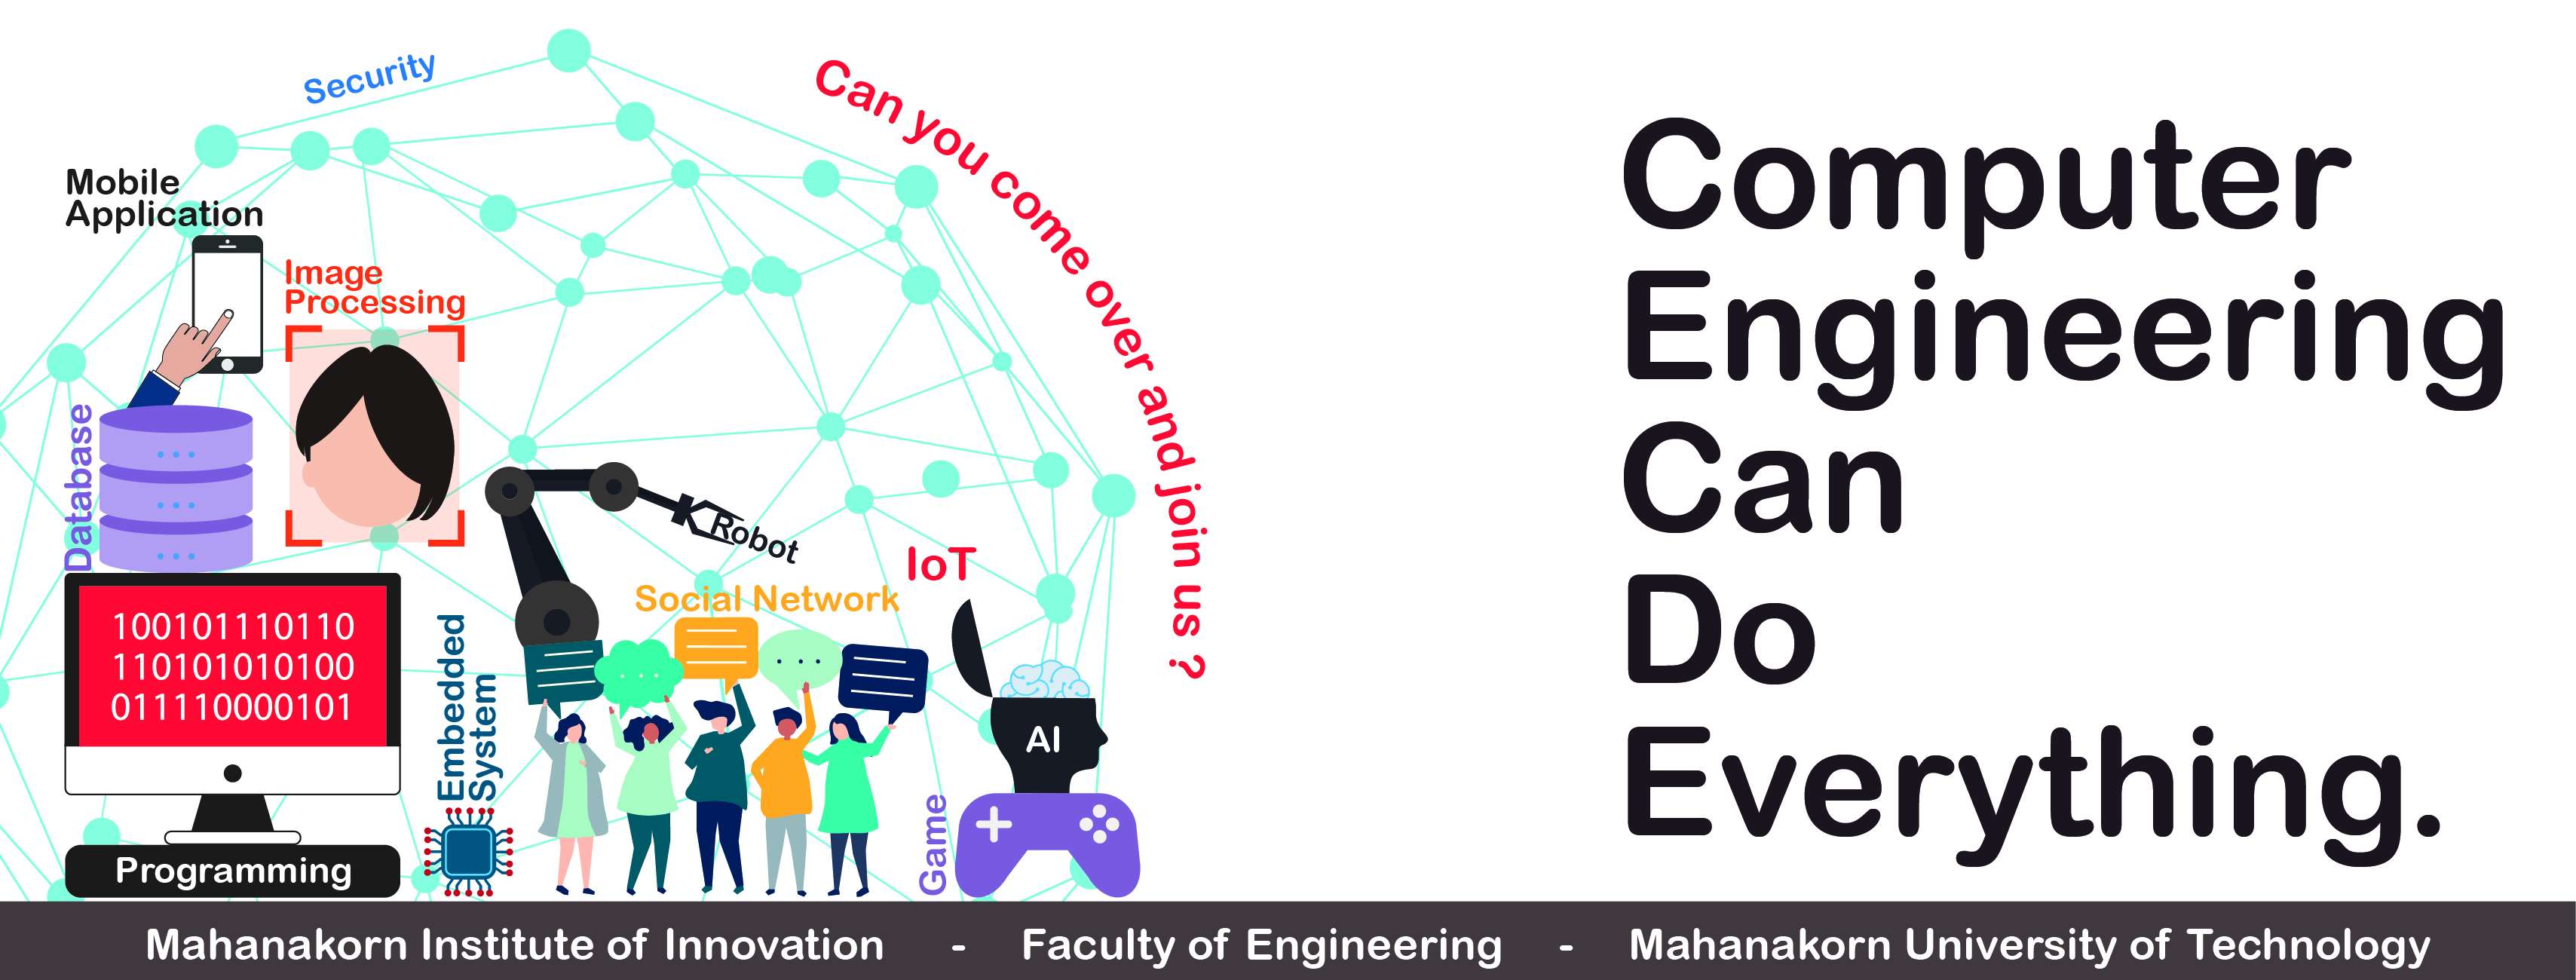 Security
Can you come over and join us ?
Mobile
Application
Image
Processing
Database
Robot
IoT
Social Network
100101110110
110101010100
011110000101
Embedded
System
AI
Game
Programming
Computer
Engineering
Can
Do
Everything.
Mahanakorn Institute of Innovation - Faculty of Engineering - Mahanakorn University of Technology